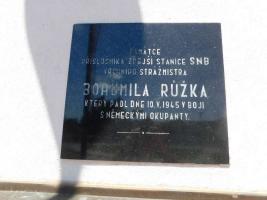 PAMÁTCE
PŘÍSLUŠNÍKA ZDEJŠÍ STANICE SNB
VRCHNÍHO STRÁŽMISTRA
BOHUMILA RŮŽKA
KTERÝ PADL DNE 10.V.1945 V BOJI
S NĚMECKÝMI OKUPANTY.